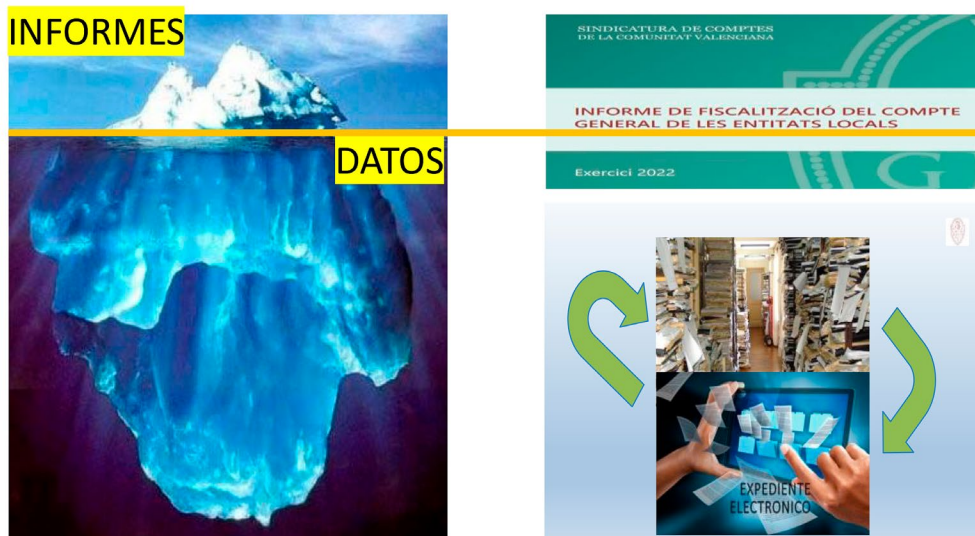 INFORMES
DATOS
SINDICATURA DE COMPTES
DE LA COMUNITAT VALENCIANA
INFORME DE FISCALITZACIÓ DEL COMPTE
GENERAL DE LES ENTITATS LOCALS
Exercici 2022
G
EXPEDIENTE
ELECTRONICO